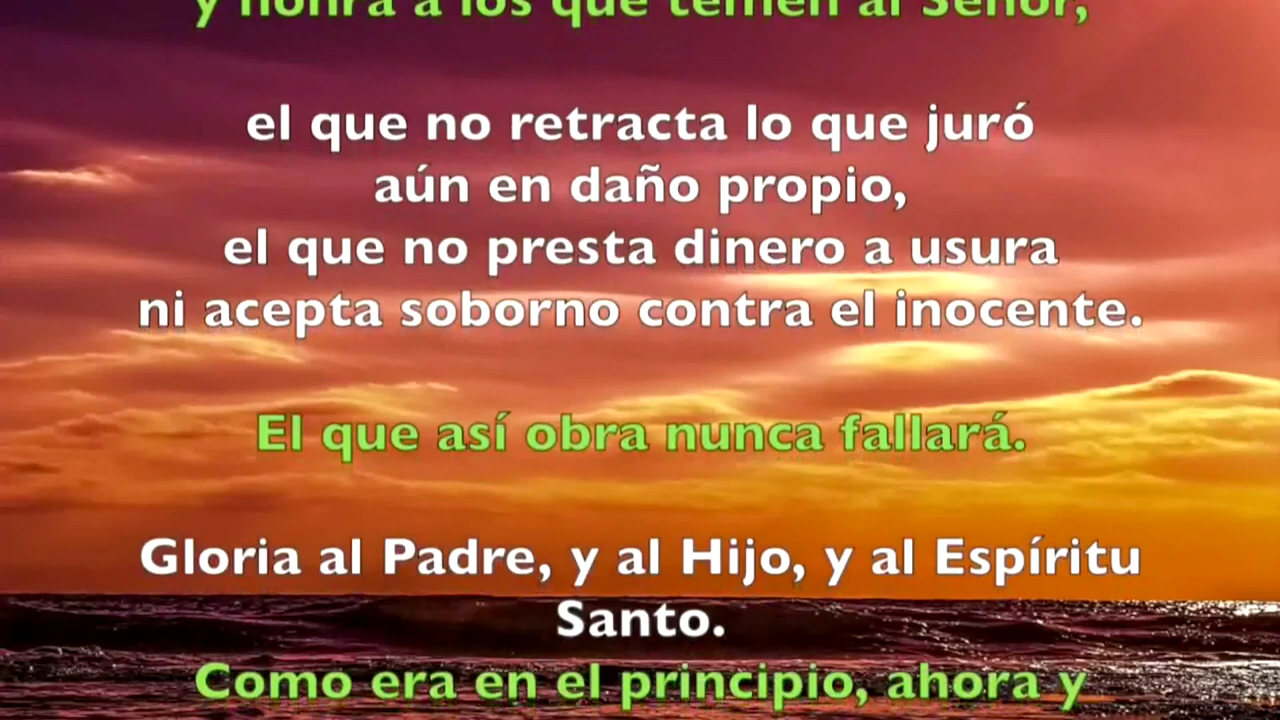 y honra a los que temen al Señor,
el que no retracta lo que juró
aún en daño propio,
el que no presta dinero a usura
ni acepta soborno contra el inocente.
El que así obra nunca fallará.
Gloria al Padre, y al Hijo, y al Espíritu
Santo.
Como era en el principio, ahora y